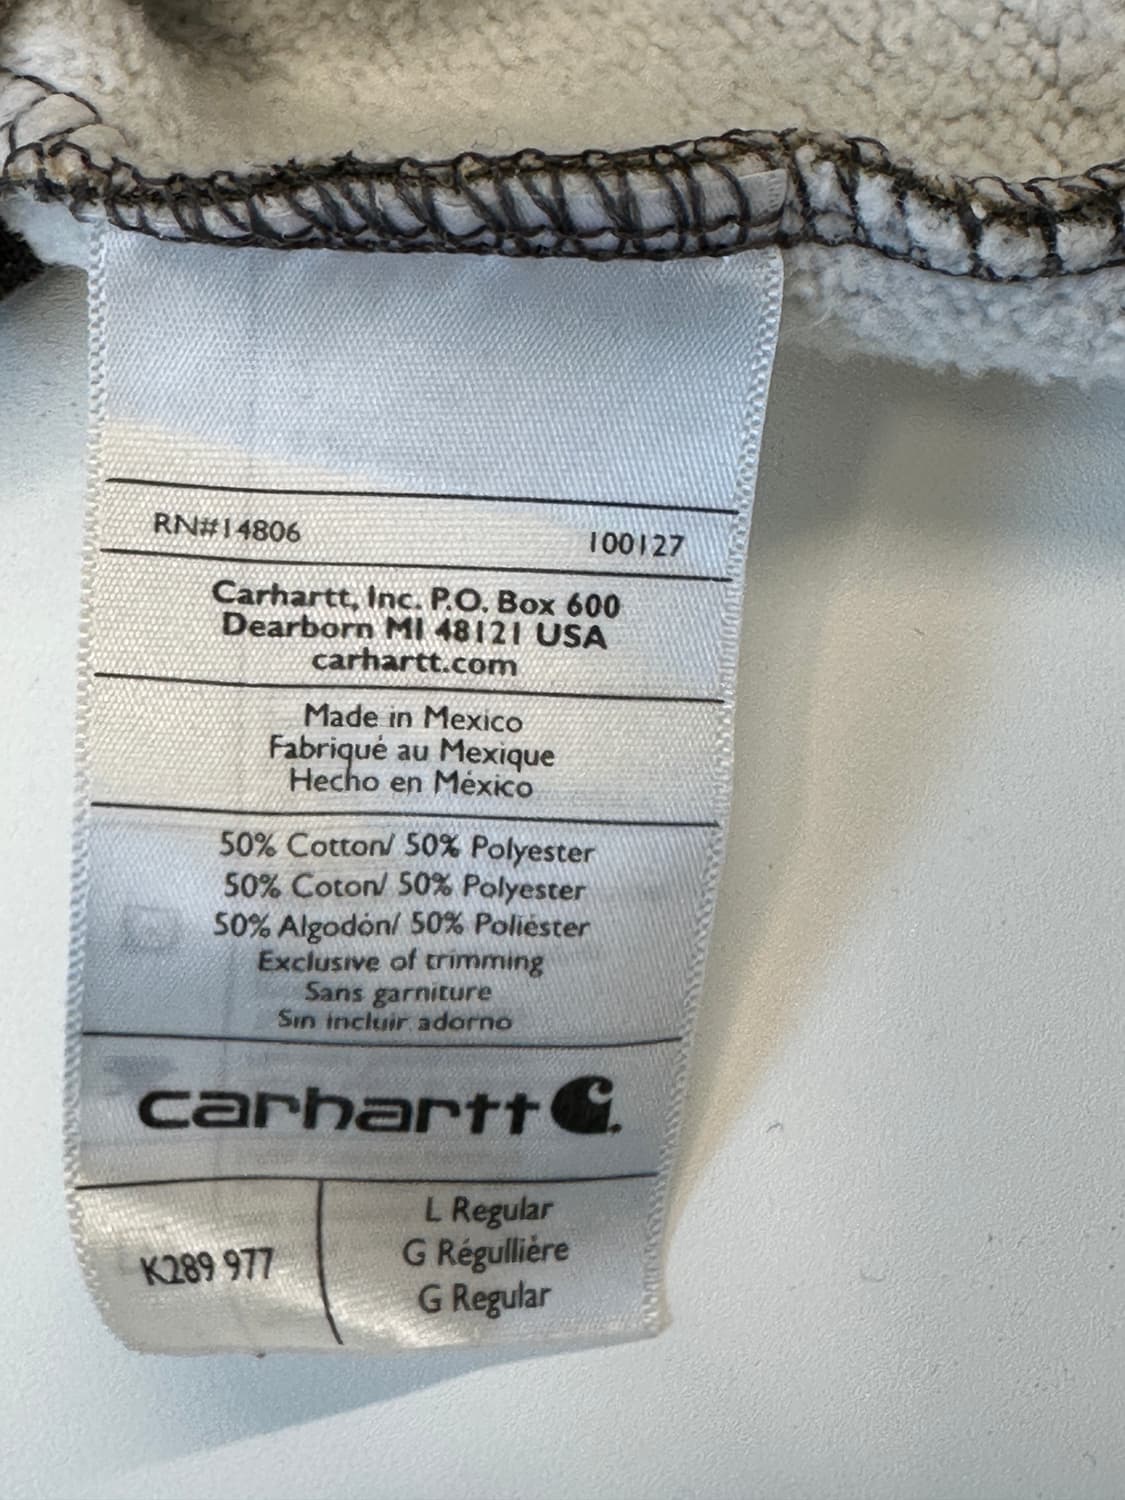 RN#14806 100127
Carhartt, Inc. P.O. Box 600
Dearborn MI 48121 USA
carhartt.com
Made in Mexico
Fabriqué au Mexique
Hecho en México
50% Cotton/ 50% Polyester
50% Coton/ 50% Polyester
50% Algodón/ 50% Poliéster
Exclusive of trimming
Sans garniture
Sin incluir adorno
carhartt
K289 977
L Regular
G Régullière
G Regular